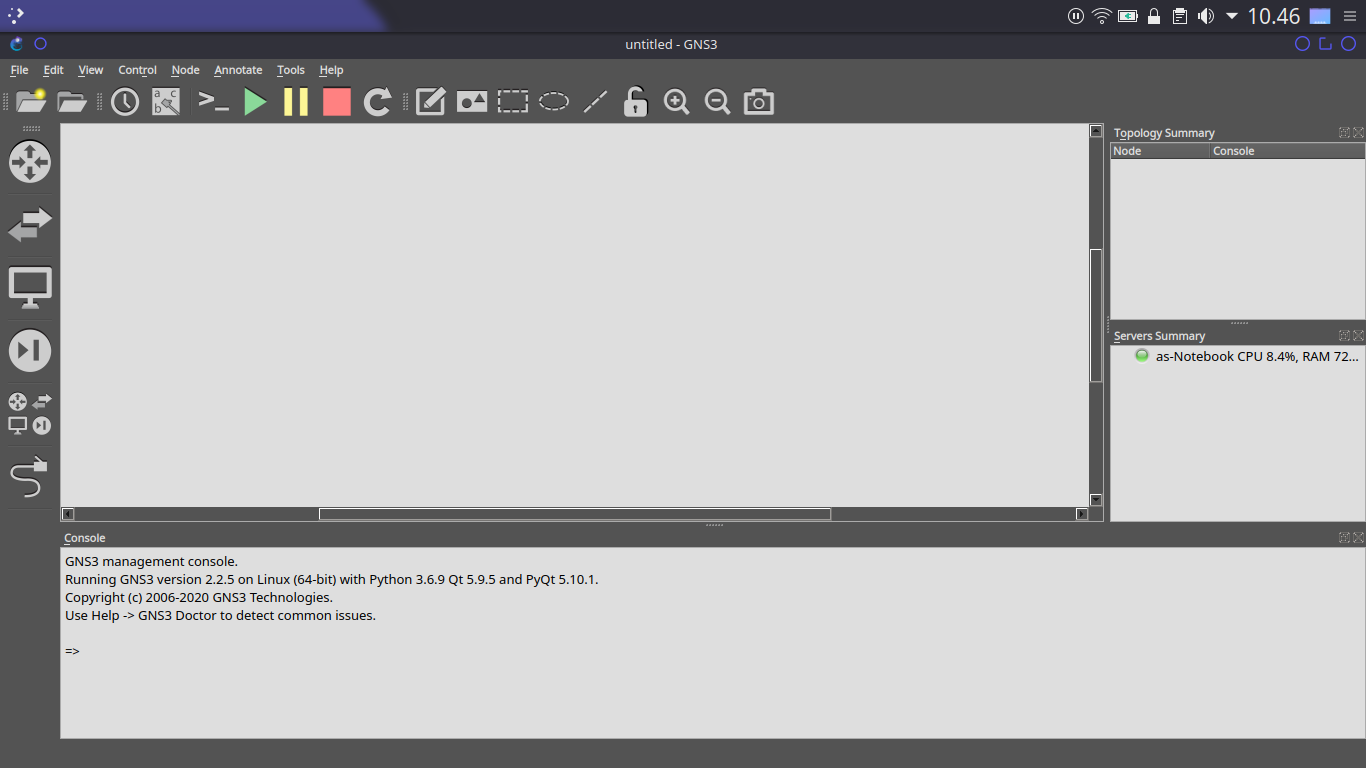 10.46
untitled - GNS3
File Edit View Control Node Annotate Tools Help
a c
b
>_
Topology Summary
Node Console
Servers Summary
as-Notebook CPU 8.4%, RAM 72...
Console
GNS3 management console.
Running GNS3 version 2.2.5 on Linux (64-bit) with Python 3.6.9 Qt 5.9.5 and PyQt 5.10.1.
Copyright (c) 2006-2020 GNS3 Technologies.
Use Help -> GNS3 Doctor to detect common issues.
=>